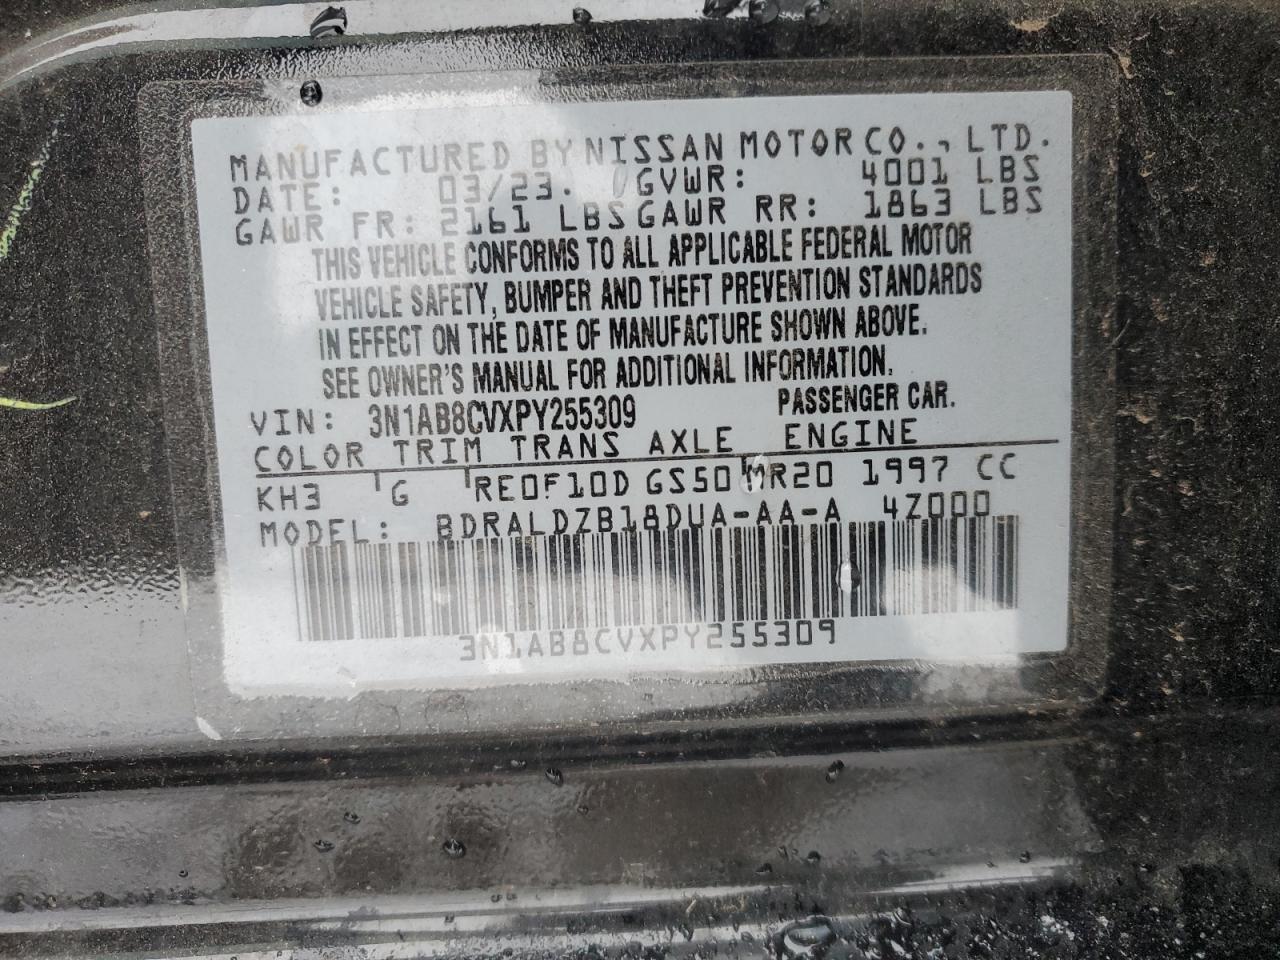 MANUFACTURED BY NISSAN MOTOR CO., LTD.
DATE: 03/23. GVWR: 4001 LBS
GAWR FR: 2161 LBS GAWR RR: 1863 LBS
THIS VEHICLE CONFORMS TO ALL APPLICABLE FEDERAL MOTOR
VEHICLE SAFETY, BUMPER AND THEFT PREVENTION STANDARDS
IN EFFECT ON THE DATE OF MANUFACTURE SHOWN ABOVE.
SEE OWNER'S MANUAL FOR ADDITIONAL INFORMATION.
VIN: 3N1AB8CVXPY255309 PASSENGER CAR.
COLOR TRIM TRANS AXLE ENGINE
KH3 G RE0F10D GS50 MR20 1997 CC
MODEL: BDRALDZB18DUA-AA-A 4Z000
3N1AB8CVXPY255309